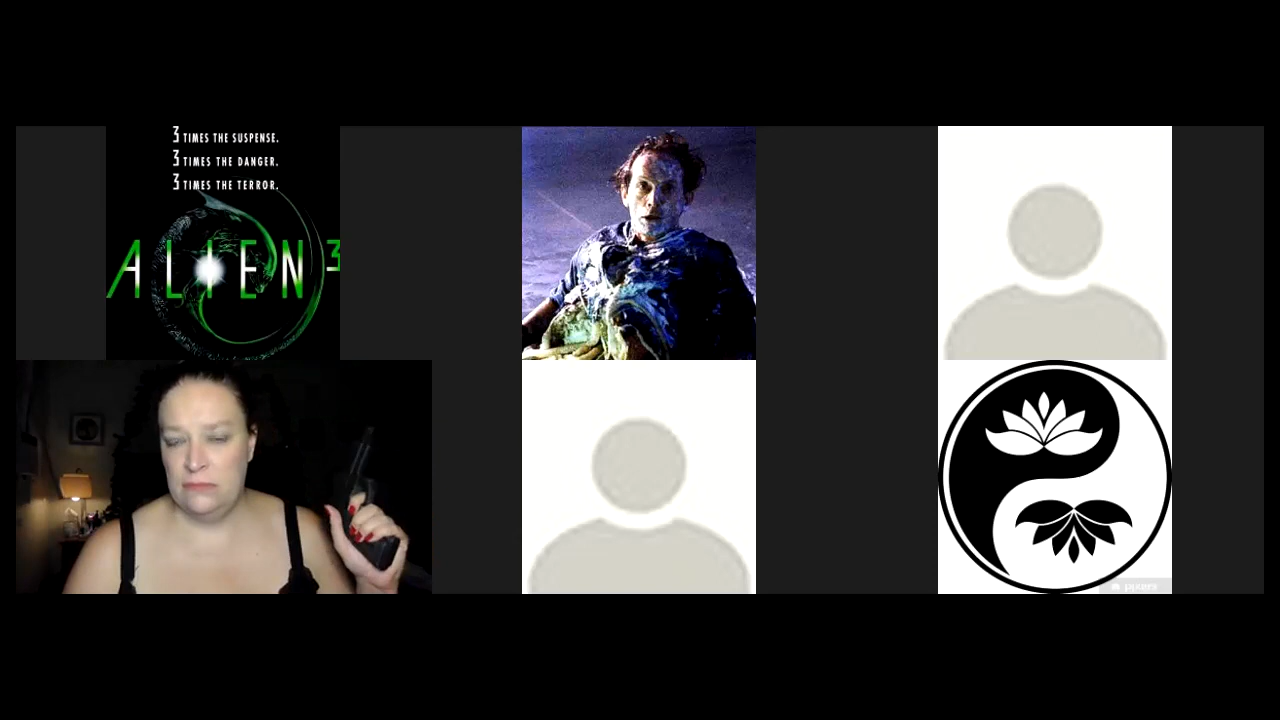 3 TIMES THE SUSPENSE.
3 TIMES THE DANGER.
3 TIMES THE TERROR.
ALIEN3